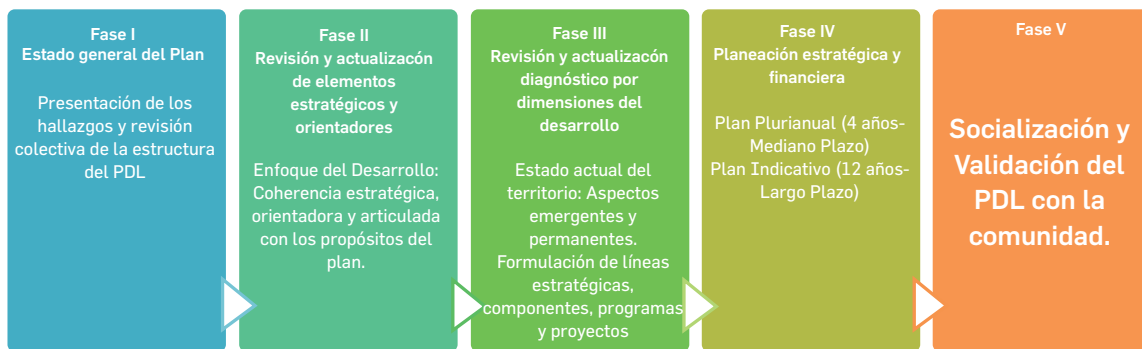 Fase I
Estado general del Plan
Presentación de los
hallazgos y revisión
colectiva de la estructura
del PDL
Fase II
Revisión y actualizacón
de elementos
estratégicos y
orientadores
Enfoque del Desarrollo:
Coherencia estratégica,
orientadora y articulada
con los propósitos del
plan.
Fase III
Revisión y actualizacón
diagnóstico por
dimensiones del
desarrollo
Estado actual del
territorio: Aspectos
emergentes y
permanentes.
Formulación de líneas
estratégicas,
componentes, programas
y proyectos
Fase IV
Planeación estratégica y
financiera
Plan Plurianual (4 años-
Mediano Plazo)
Plan Indicativo (12 años-
Largo Plazo)
Fase V
Socialización y
Validación del
PDL con la
comunidad.